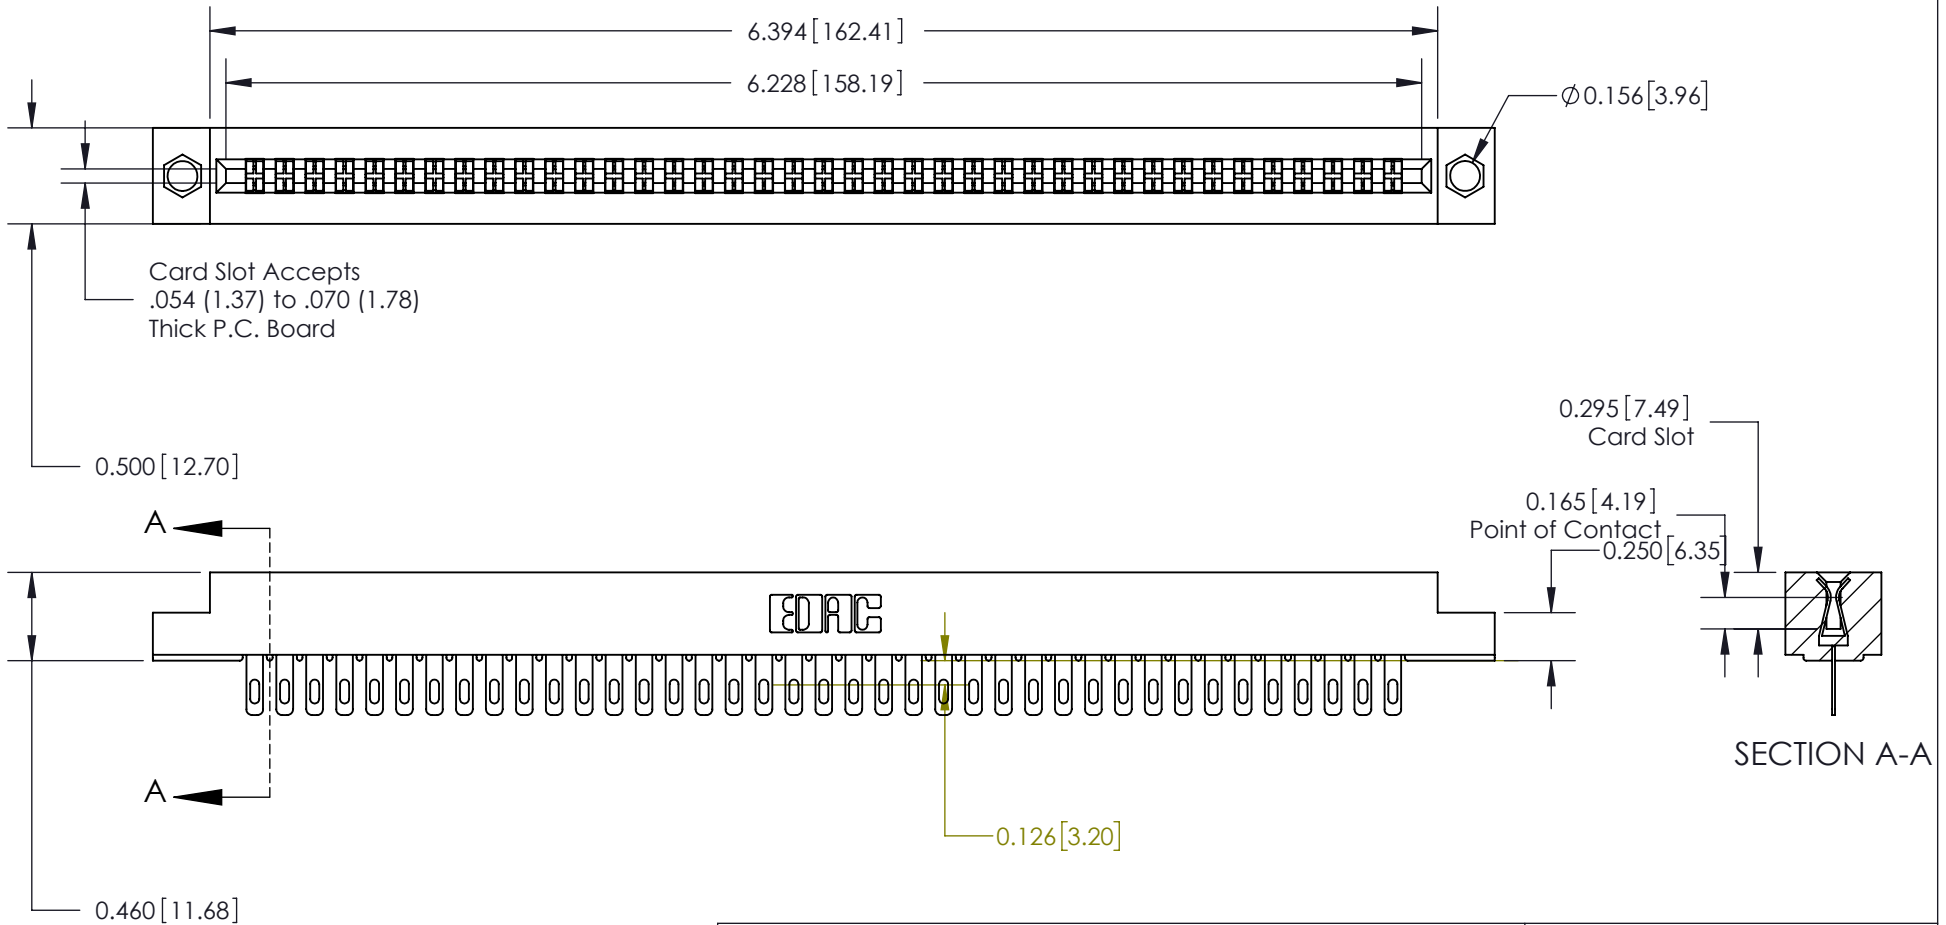 6.394[162.41]
6.228[158.19]
Ø0.156[3.96]
Card Slot Accepts
.054 (1.37) to .070 (1.78)
Thick P.C. Board
0.500[12.70]
0.295[7.49]
Card Slot
0.165[4.19]
Point of Contact
0.250[6.35]
A
EDAC
A
SECTION A-A
0.126[3.20]
0.460[11.68]